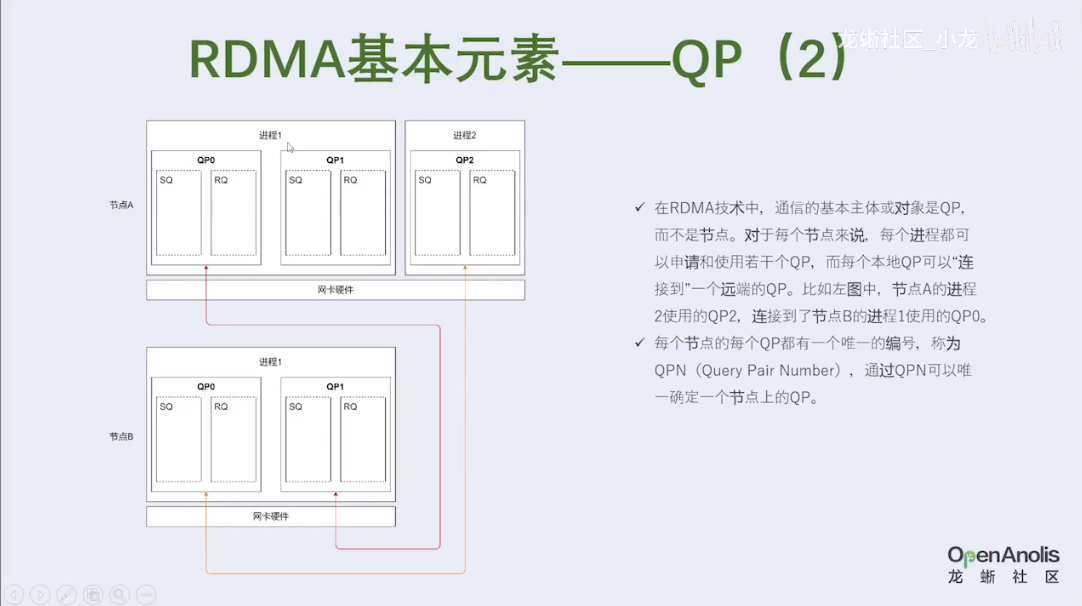 RDMA基本元素——QP（2）
龙蜥社区_小龙
bilibili
进程1
进程2
QP0
QP1
QP2
SQ
RQ
SQ
RQ
SQ
RQ
节点A
网卡硬件
进程1
QP0
QP1
SQ
RQ
SQ
RQ
节点B
网卡硬件
✓ 在RDMA技术中，通信的基本主体或对象是QP，
而不是节点。对于每个节点来说，每个进程都可
以申请和使用若干个QP，而每个本地QP可以“连
接到”一个远端的QP。比如左图中，节点A的进程
2使用的QP2，连接到了节点B的进程1使用的QP0。
✓ 每个节点的每个QP都有一个唯一的编号，称为
QPN（Query Pair Number），通过QPN可以唯
一确定一个节点上的QP。
OpenAnolis
龙 蜥 社 区